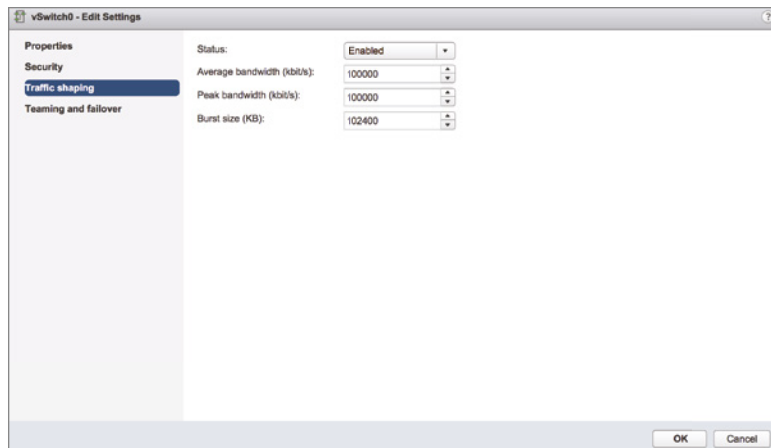 vSwitch0 - Edit Settings ?
Properties
Security
Traffic shaping
Teaming and failover
Status: Enabled
Average bandwidth (kbit/s): 100000
Peak bandwidth (kbit/s): 100000
Burst size (KB): 102400
OK Cancel